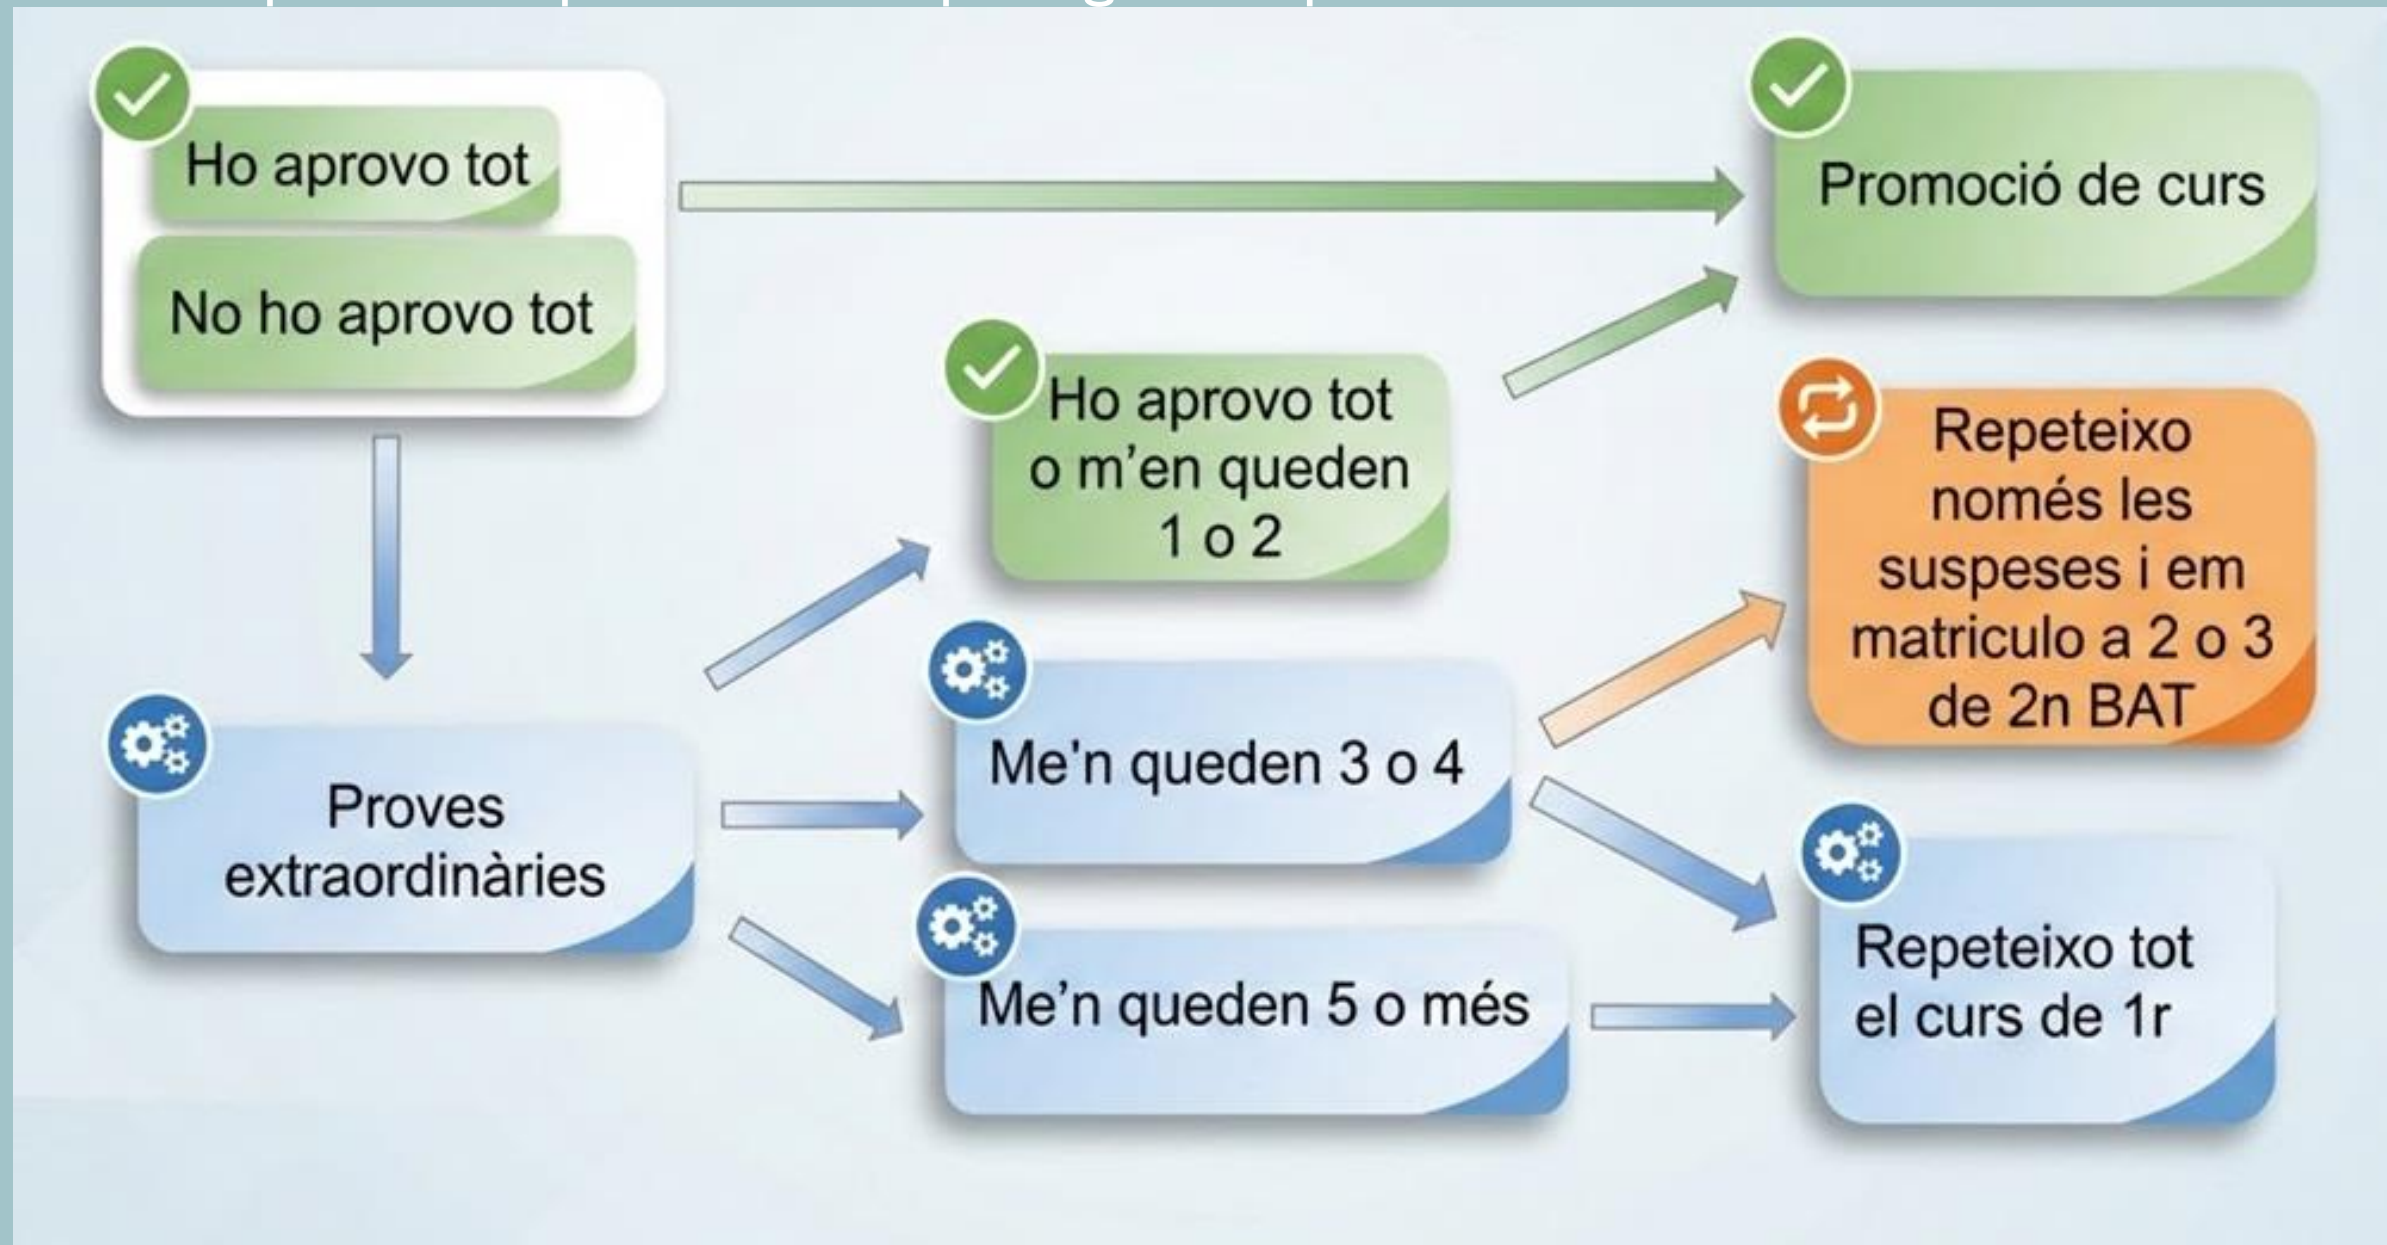 Ho aprovo tot
No ho aprovo tot
Promoció de curs
Ho aprovo tot
o m’en queden
1 o 2
Repeteixo
només les
suspeses i em
matriculo a 2 o 3
de 2n BAT
Proves
extraordinàries
Me'n queden 3 o 4
Me’n queden 5 o més
Repeteixo tot
el curs de 1r